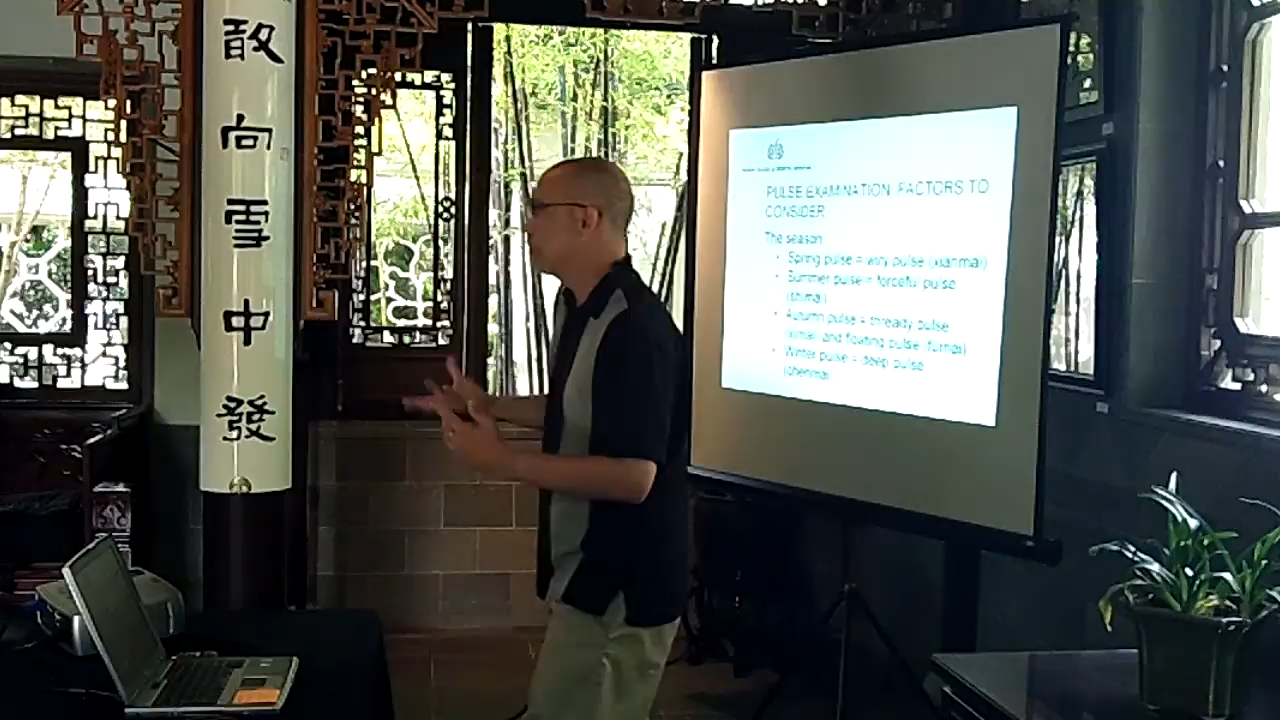 敢
向
雪
中
發
PULSE EXAMINATION: FACTORS TO
CONSIDER
The season:
• Spring pulse = wiry pulse (xianmai)
• Summer pulse = forceful pulse
(shimai)
• Autumn pulse = thready pulse
(ximai) and floating pulse (fumai)
• Winter pulse = deep pulse
(chenmai)